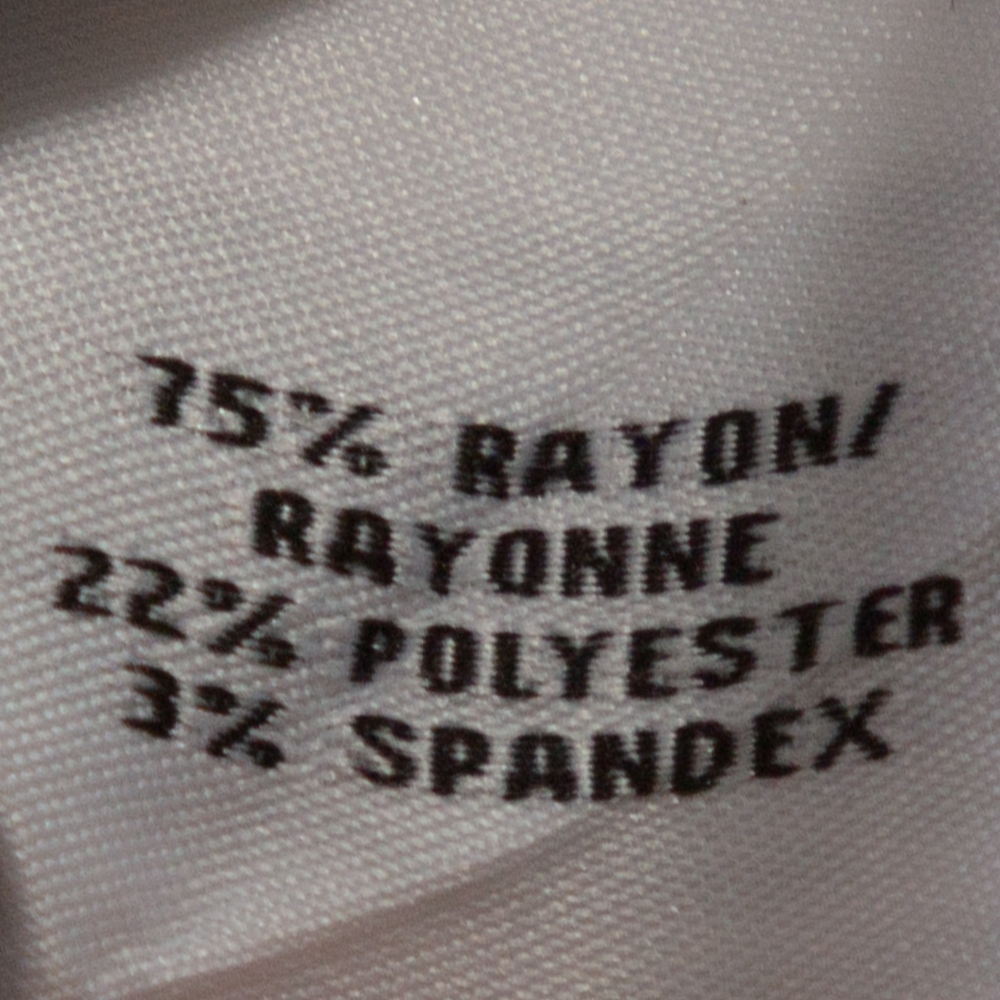 75% RAYON/
RAYONNE
22% POLYESTER
3% SPANDEX